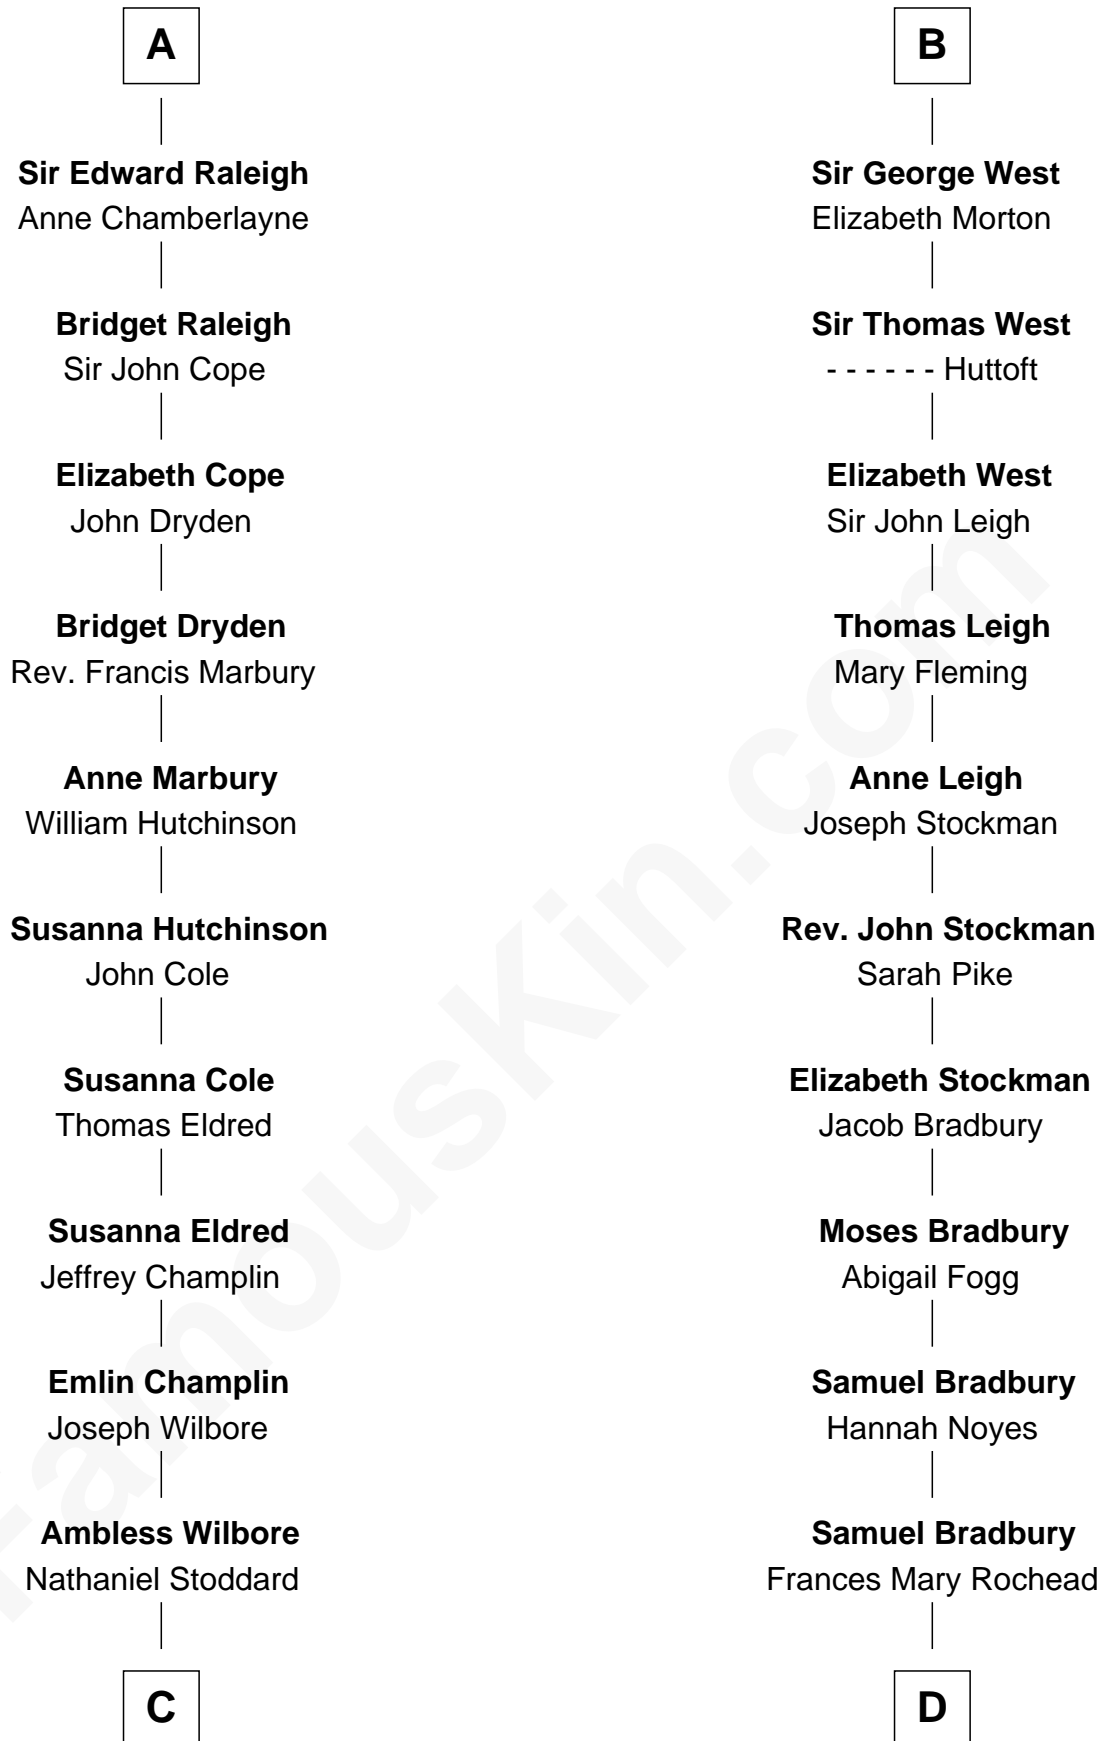 A
Sir Edward Raleigh
Anne Chamberlayne
Bridget Raleigh
Sir John Cope
Elizabeth Cope
John Dryden
Bridget Dryden
Rev. Francis Marbury
Anne Marbury
William Hutchinson
Susanna Hutchinson
John Cole
Susanna Cole
Thomas Eldred
Susanna Eldred
Jeffrey Champlin
Emlin Champlin
Joseph Wilbore
Ambless Wilbore
Nathaniel Stoddard
C
B
Sir George West
Elizabeth Morton
Sir Thomas West
- - - - - - Huttoft
Elizabeth West
Sir John Leigh
Thomas Leigh
Mary Fleming
Anne Leigh
Joseph Stockman
Rev. John Stockman
Sarah Pike
Elizabeth Stockman
Jacob Bradbury
Moses Bradbury
Abigail Fogg
Samuel Bradbury
Hannah Noyes
Samuel Bradbury
Frances Mary Rochead
D
FamousKin.com